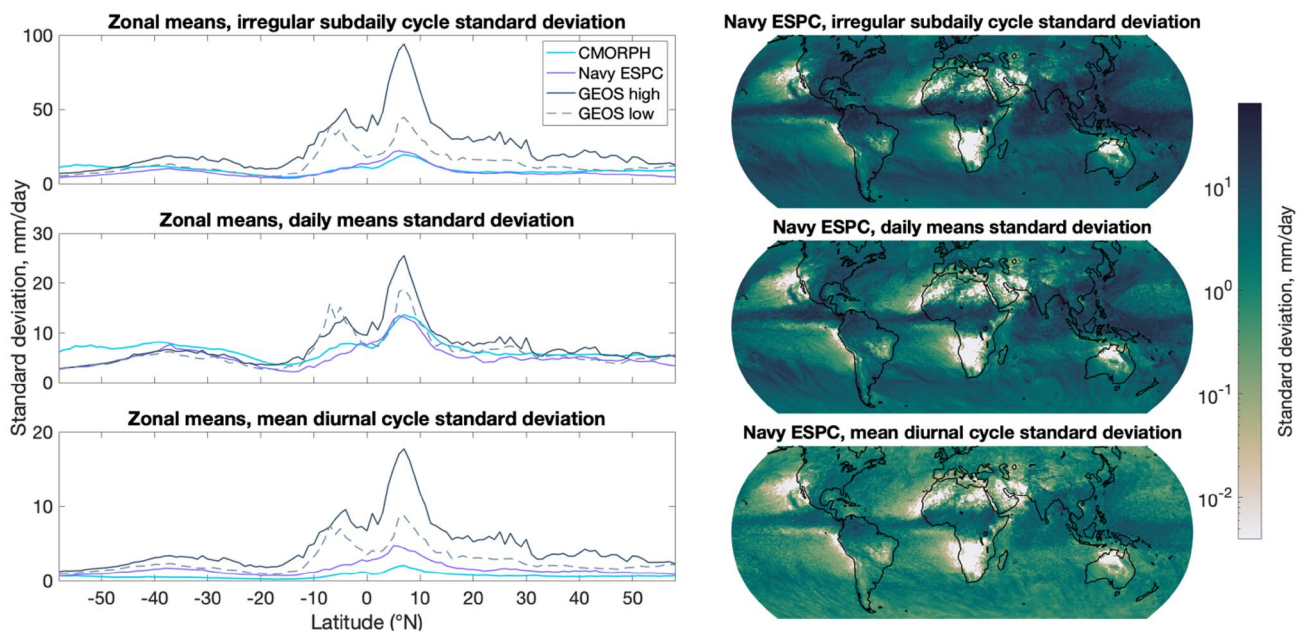 Zonal means, irregular subdaily cycle standard deviation
100
50
0
CMORPH
Navy ESPC
GEOS high
GEOS low
Zonal means, daily means standard deviation
30
20
10
0
Standard deviation, mm/day
Zonal means, mean diurnal cycle standard deviation
20
10
0
-50 -40 -30 -20 -10 0 10 20 30 40 50
Latitude (°N)
Navy ESPC, irregular subdaily cycle standard deviation
Navy ESPC, daily means standard deviation
Navy ESPC, mean diurnal cycle standard deviation
10¹
10⁰
10⁻¹
10⁻²
Standard deviation, mm/day